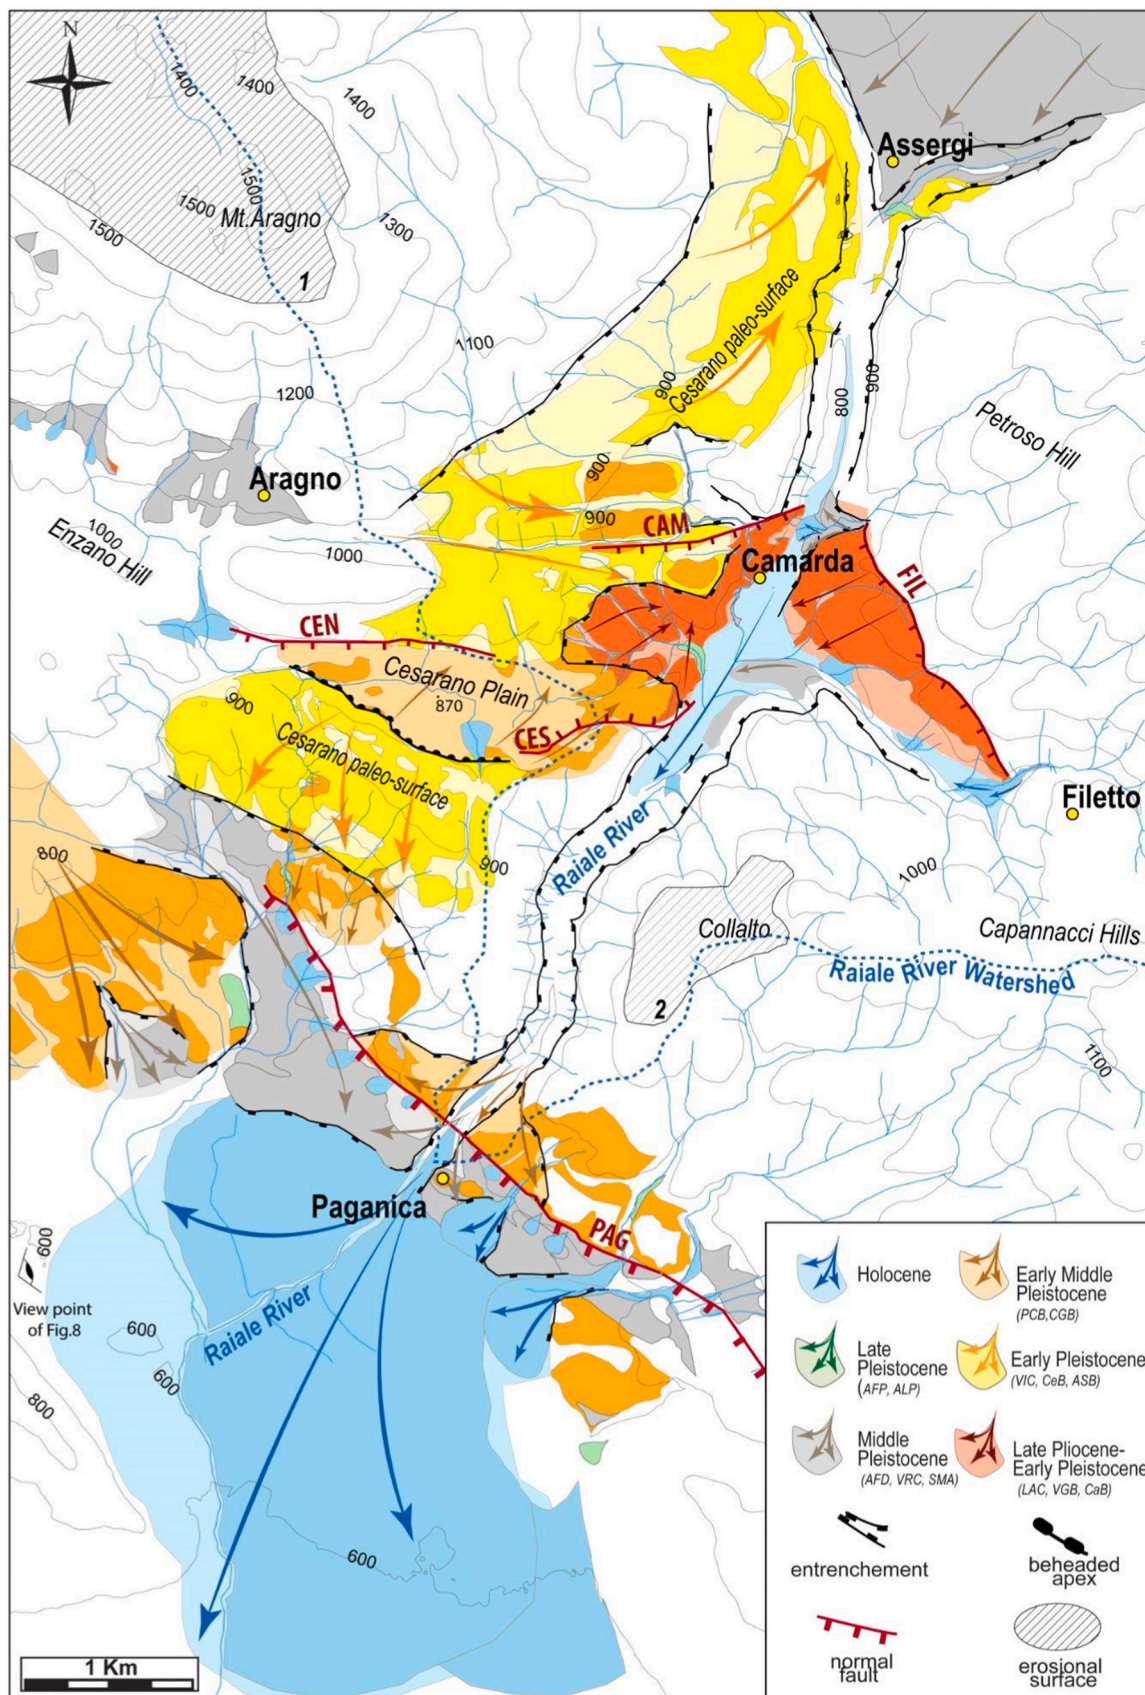 N
1400
1400
1400
1500
1500
Mt.Aragno
1300
1500
1
Assergi
1100
Cesarano paleo-surface
900
800
900
1200
Petroso Hill
900
Aragno
900
CAM
1000
Enzano Hill
1000
Camarda
FIL
CEN
Cesarano Plain
870
900
CES
Cesarano paleo-surface
Raiale River
Filetto
800
900
1000
Collalto
Capannacci Hills
Raiale River Watershed
2
1100
Paganica
PAG
600
View point
of Fig.8
600
Raiale River
600
800
600
Holocene
Early Middle
Pleistocene
(PCB,CGB)
Late
Pleistocene
(AFP, ALP)
Early Pleistocene
(VIC, CeB, ASB)
Middle
Pleistocene
(AFD, VRC, SMA)
Late Pliocene-
Early Pleistocene
(LAC, VGB, CaB)
entrenchement
beheaded
apex
normal
fault
erosional
surface
1 Km